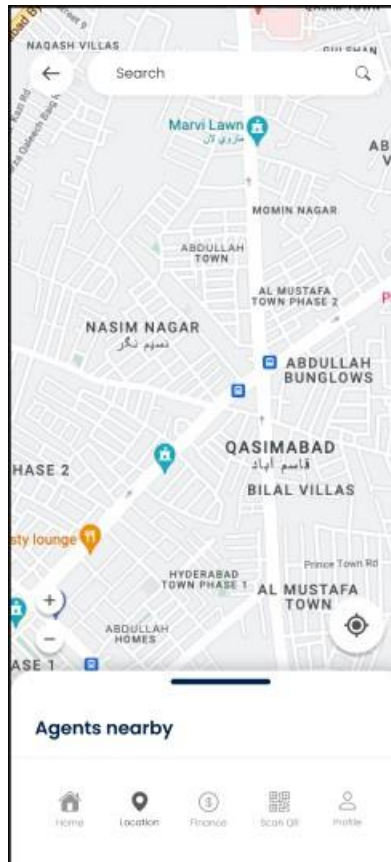 NAQASH VILLAS
GULSHAN
Search
Marvi Lawn
ماروي لان
AB
MOMIN NAGAR
ABDULLAH
TOWN
AL MUSTAFA
TOWN PHASE 2
P
NASIM NAGAR
نسیم نگر
ABDULLAH
BUNGLOWS
QASIMABAD
قاسم آباد
HASE 2
BILAL VILLAS
sty lounge
Prince Town Rd
HYDERABAD
TOWN PHASE 1
AL MUSTAFA
TOWN
+
ABDULLAH
HOMES
−
ASE 1
Agents nearby
Home
Location
Finance
Scan QR
Profile